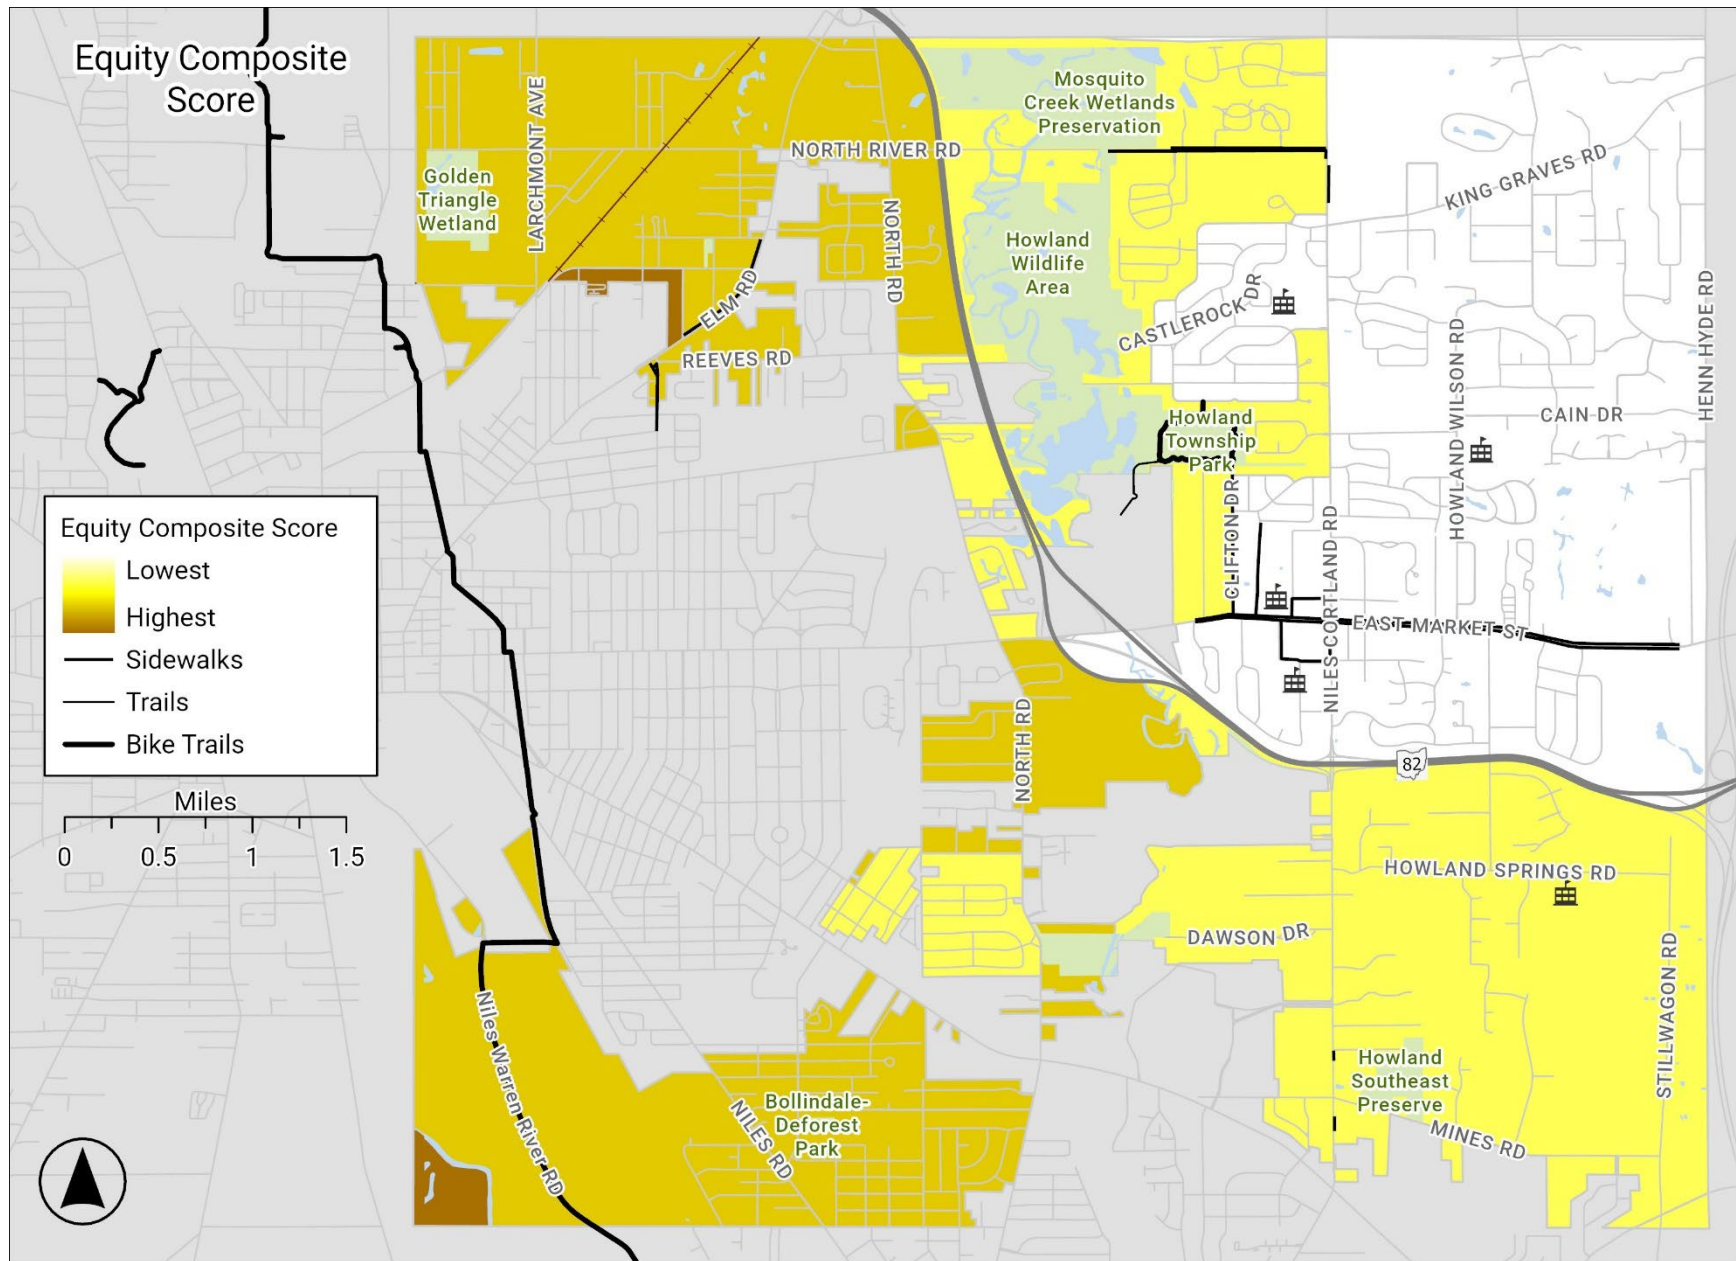 Equity Composite
Score
LARCHMONT AVE
Mosquito
Creek Wetlands
Preservation
NORTH RIVER RD
KING GRAVES RD
Golden
Triangle
Wetland
NORTH RD
Howland
Wildlife
Area
ELM RD
CASTLEROCK DR
HENN HYDE RD
REEVES RD
HOWLAND WILSON RD
CAIN DR
Howland
Township
Park
CLIFTON DR
NILES-CORTLAND RD
EAST MARKET ST
Equity Composite Score
Lowest
Highest
Sidewalks
Trails
Bike Trails
NORTH RD
82
Miles
0 0.5 1 1.5
HOWLAND SPRINGS RD
DAWSON DR
STILLWAGON RD
Niles Warren River RD
Howland
Southeast
Preserve
Bollindale-
Deforest
Park
NILES RD
MINES RD